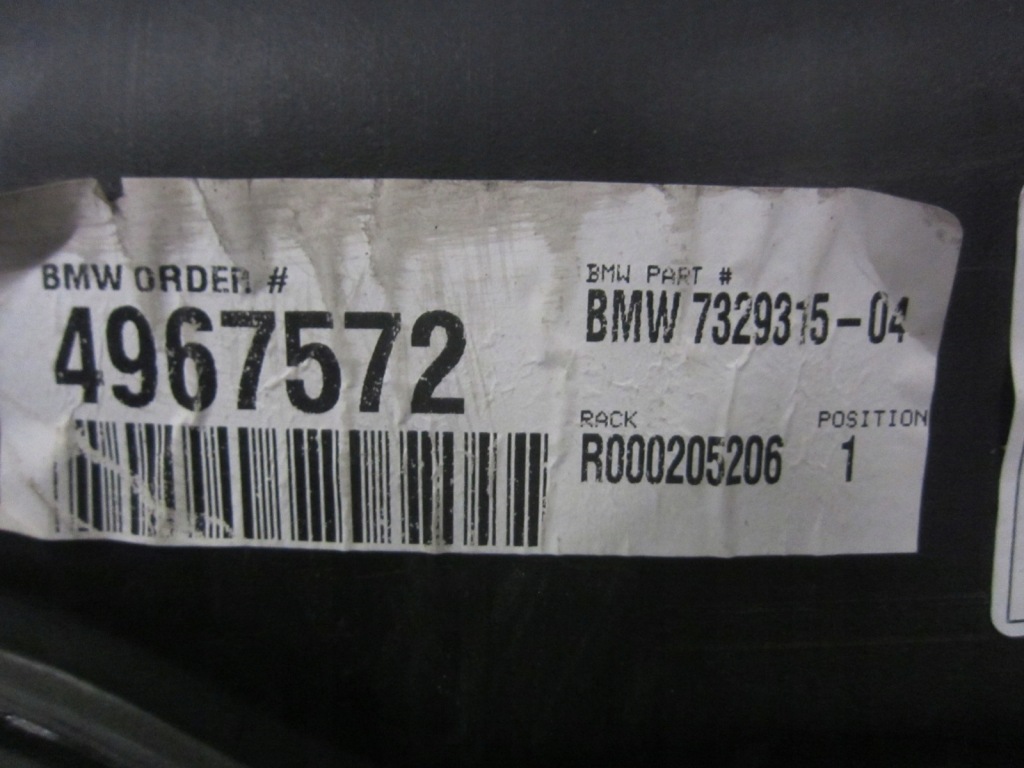 BMW ORDER #
4967572
BMW PART #
BMW 7329315-04
RACK POSITION
R000205206 1